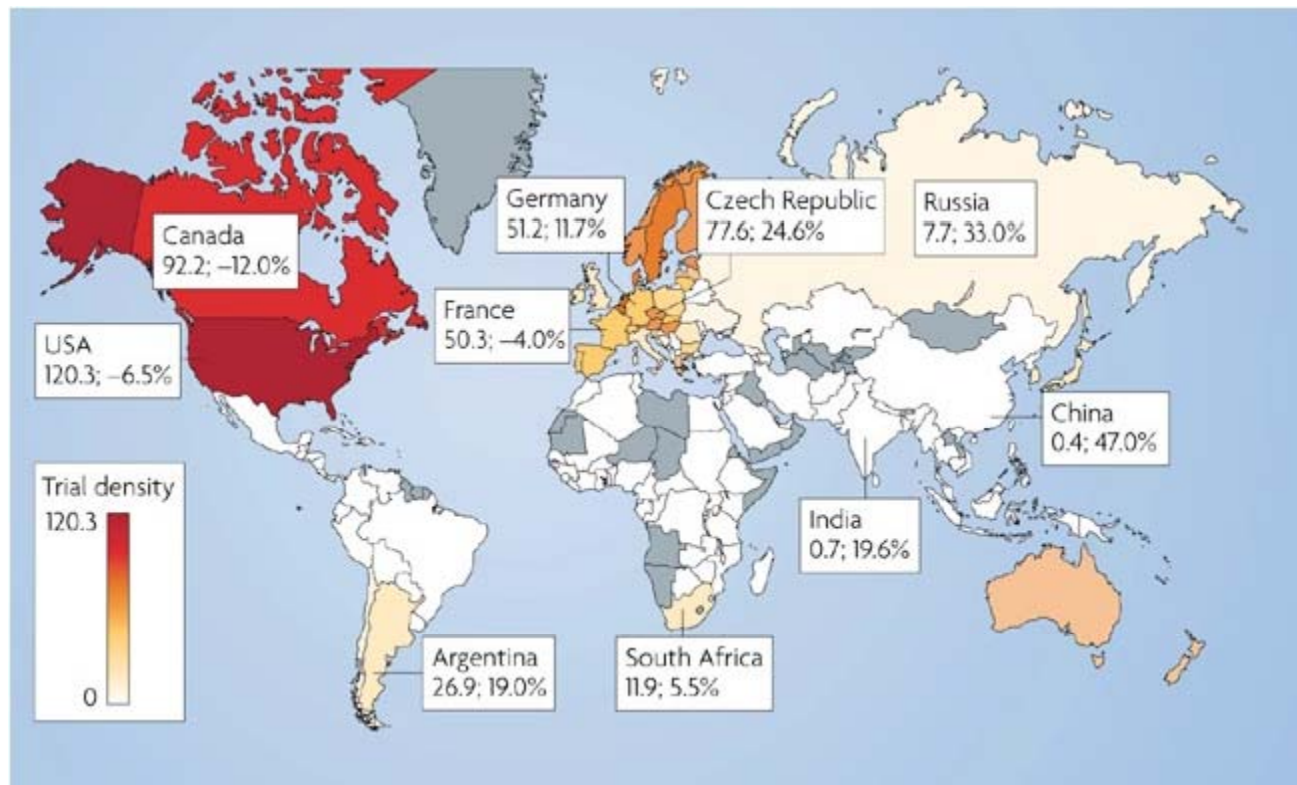 Germany
51.2; 11.7%
Czech Republic
77.6; 24.6%
Russia
7.7; 33.0%
Canada
92.2; –12.0%
France
50.3; –4.0%
USA
120.3; –6.5%
China
0.4; 47.0%
Trial density
120.3
0
India
0.7; 19.6%
Argentina
26.9; 19.0%
South Africa
11.9; 5.5%